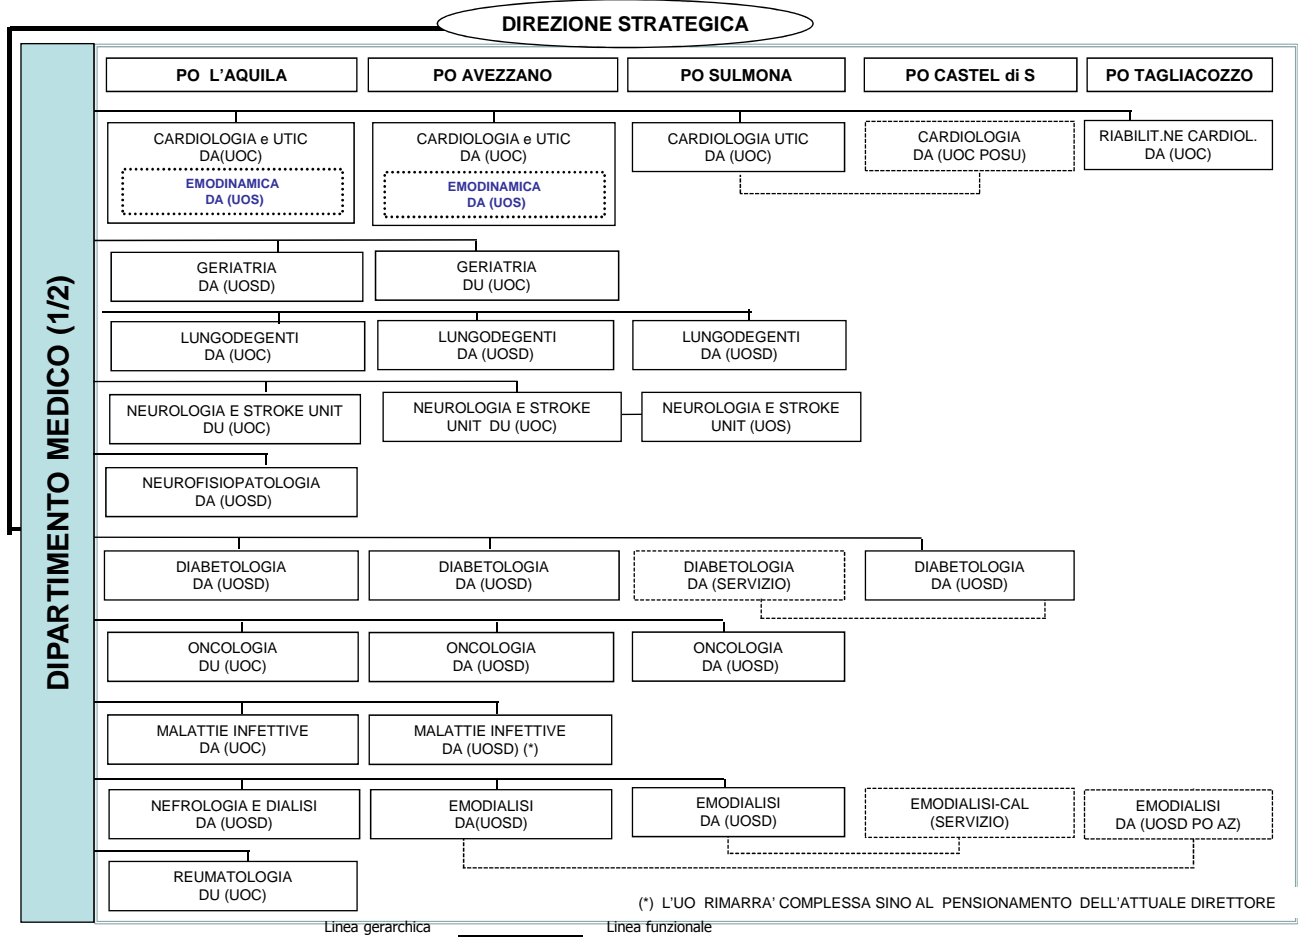 DIREZIONE STRATEGICA
DIPARTIMENTO MEDICO (1/2)
PO L'AQUILA
PO AVEZZANO
PO SULMONA
PO CASTEL di S
PO TAGLIACOZZO
CARDIOLOGIA e UTIC
DA(UOC)
EMODINAMICA
DA (UOS)
CARDIOLOGIA e UTIC
DA (UOC)
EMODINAMICA
DA (UOS)
CARDIOLOGIA UTIC
DA (UOC)
CARDIOLOGIA
DA (UOC POSU)
RIABILIT.NE CARDIOL.
DA (UOC)
GERIATRIA
DA (UOSD)
GERIATRIA
DU (UOC)
LUNGODEGENTI
DA (UOC)
LUNGODEGENTI
DA (UOSD)
LUNGODEGENTI
DA (UOSD)
NEUROLOGIA E STROKE UNIT
DU (UOC)
NEUROLOGIA E STROKE
UNIT DU (UOC)
NEUROLOGIA E STROKE
UNIT (UOS)
NEUROFISIOPATOLOGIA
DA (UOSD)
DIABETOLOGIA
DA (UOSD)
DIABETOLOGIA
DA (UOSD)
DIABETOLOGIA
DA (SERVIZIO)
DIABETOLOGIA
DA (UOSD)
ONCOLOGIA
DU (UOC)
ONCOLOGIA
DA (UOSD)
ONCOLOGIA
DA (UOSD)
MALATTIE INFETTIVE
DA (UOC)
MALATTIE INFETTIVE
DA (UOSD) (*)
NEFROLOGIA E DIALISI
DA (UOSD)
EMODIALISI
DA(UOSD)
EMODIALISI
DA (UOSD)
EMODIALISI-CAL
(SERVIZIO)
EMODIALISI
DA (UOSD PO AZ)
REUMATOLOGIA
DU (UOC)
(*) L'UO RIMARRA' COMPLESSA SINO AL PENSIONAMENTO DELL'ATTUALE DIRETTORE
Linea gerarchica
Linea funzionale